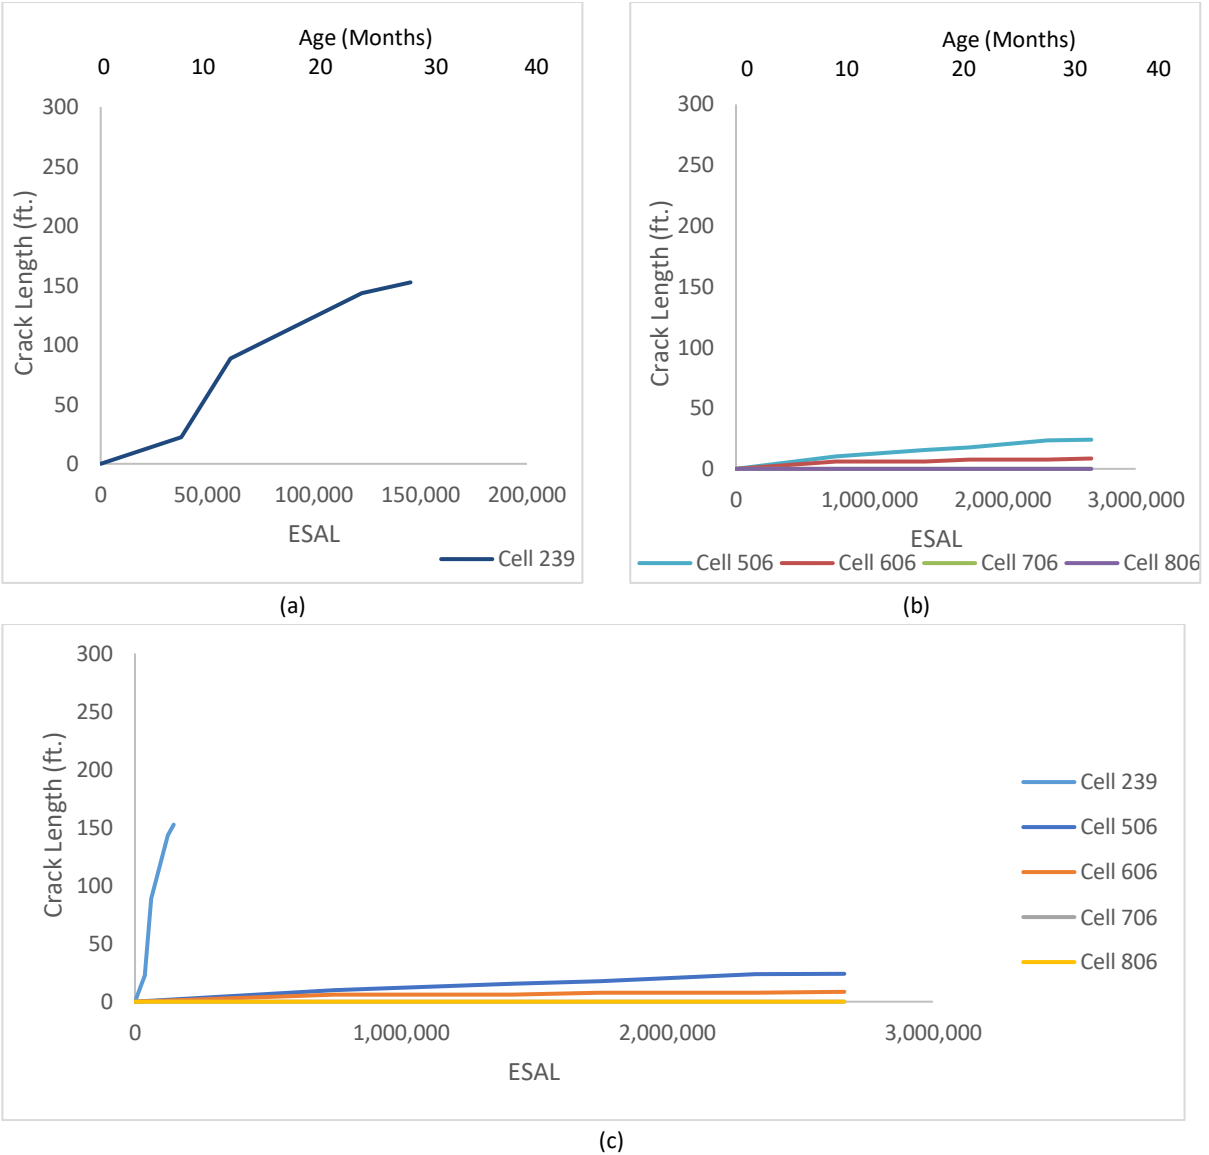 Age (Months)
0 10 20 30 40
300
250
200
150
100
50
0
Crack Length (ft.)
0 50,000 100,000 150,000 200,000
ESAL
Cell 239
(a)
Age (Months)
0 10 20 30 40
300
250
200
150
100
50
0
Crack Length (ft.)
0 1,000,000 2,000,000 3,000,000
ESAL
Cell 506 Cell 606 Cell 706 Cell 806
(b)
300
250
200
150
100
50
0
Crack Length (ft.)
0 1,000,000 2,000,000 3,000,000
ESAL
Cell 239
Cell 506
Cell 606
Cell 706
Cell 806
(c)